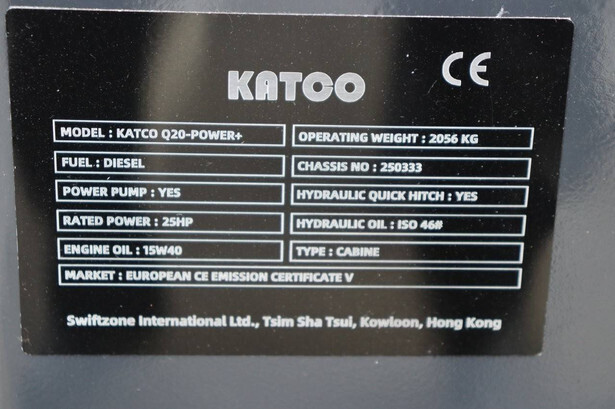 KATCO
CE
MODEL : KATCO Q20-POWER+
OPERATING WEIGHT : 2056 KG
FUEL : DIESEL
CHASSIS NO : 250333
POWER PUMP : YES
HYDRAULIC QUICK HITCH : YES
RATED POWER : 25HP
HYDRAULIC OIL : ISO 46#
ENGINE OIL : 15W40
TYPE : CABINE
MARKET : EUROPEAN CE EMISSION CERTIFICATE V
Swiftzone International Ltd., Tsim Sha Tsui, Kowloon, Hong Kong